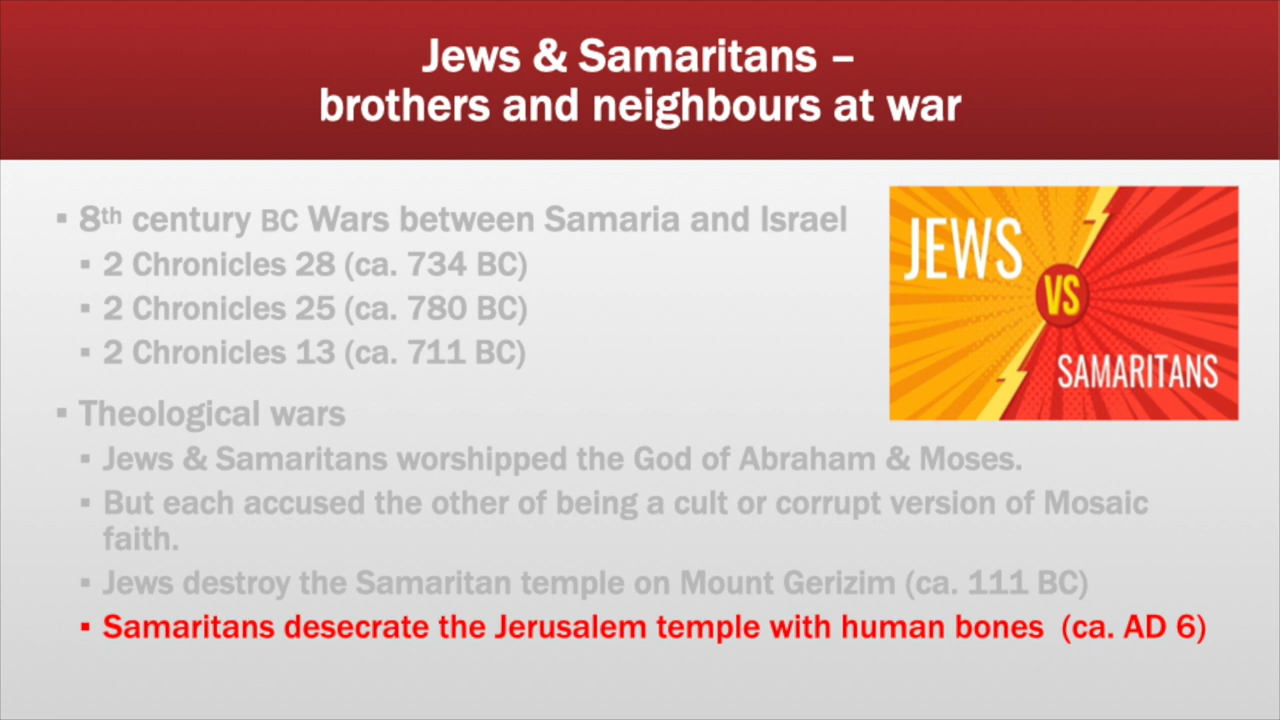 Jews & Samaritans –
brothers and neighbours at war
▪ 8th century BC Wars between Samaria and Israel
▪ 2 Chronicles 28 (ca. 734 BC)
▪ 2 Chronicles 25 (ca. 780 BC)
▪ 2 Chronicles 13 (ca. 711 BC)
JEWS
VS
SAMARITANS
▪ Theological wars
▪ Jews & Samaritans worshipped the God of Abraham & Moses.
▪ But each accused the other of being a cult or corrupt version of Mosaic
faith.
▪ Jews destroy the Samaritan temple on Mount Gerizim (ca. 111 BC)
▪ Samaritans desecrate the Jerusalem temple with human bones (ca. AD 6)